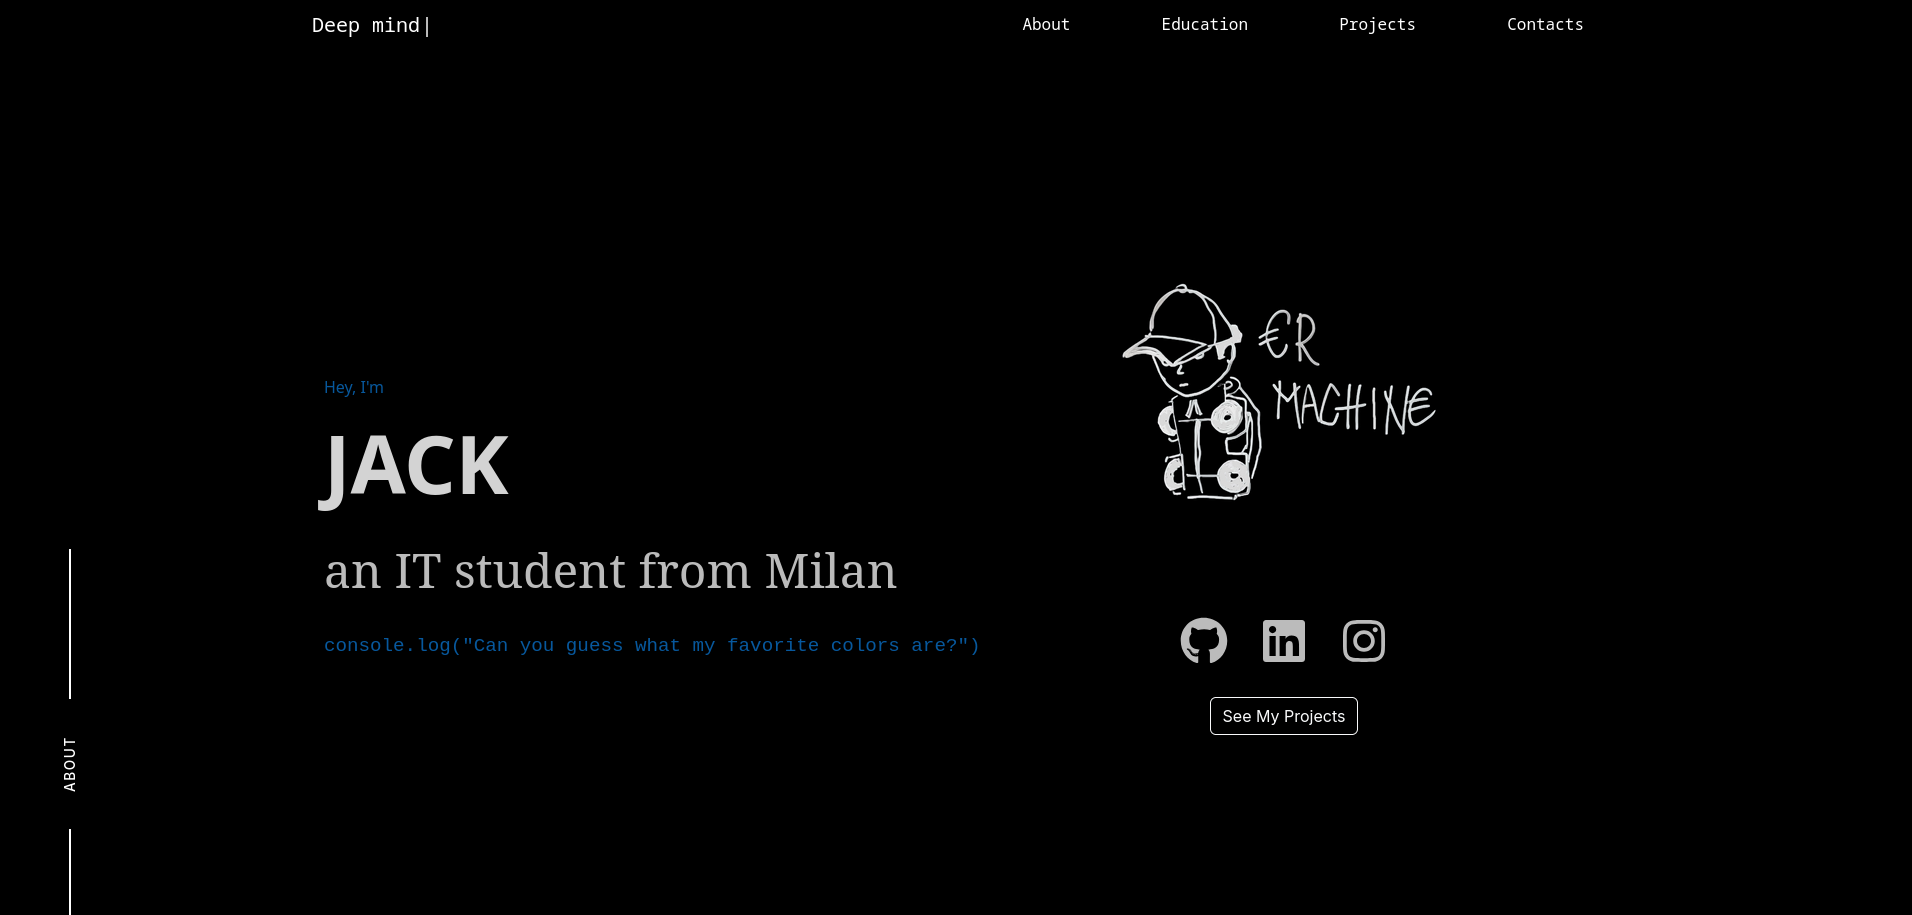 Deep mind|
About
Education
Projects
Contacts
€R
MACHINE
Hey, I'm
JACK
an IT student from Milan
console.log("Can you guess what my favorite colors are?")
in
See My Projects
ABOUT